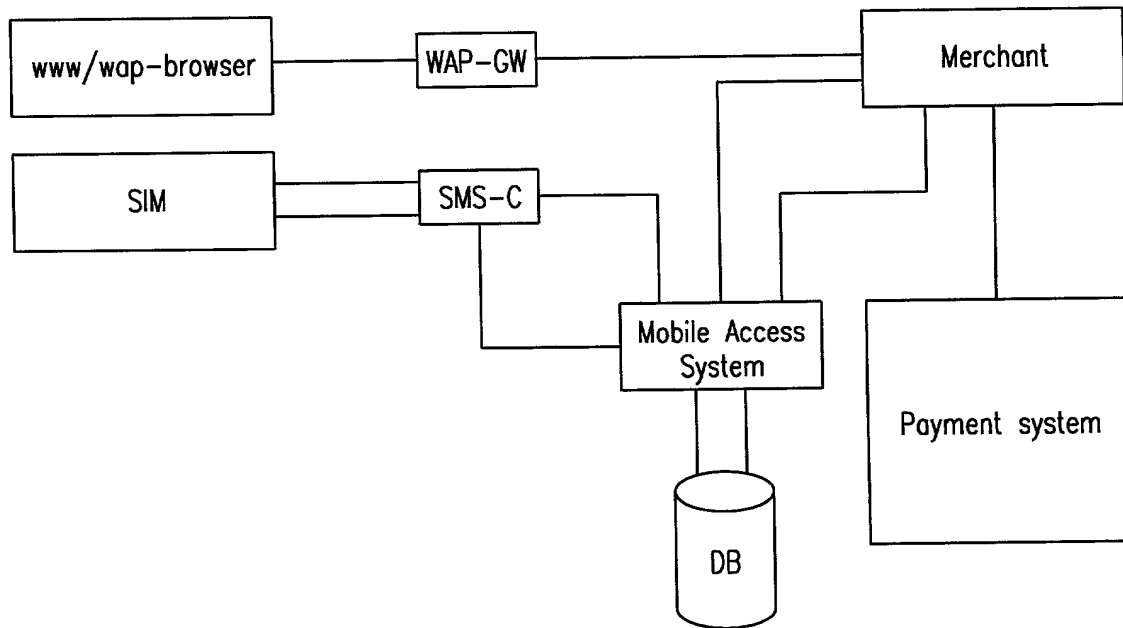 www/wap-browser
WAP-GW
Merchant
SIM
SMS-C
Mobile Access
System
Payment system
DB